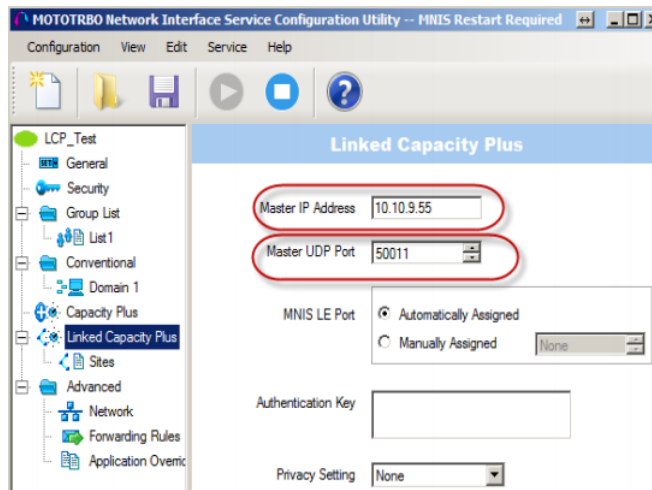 MOTOTRBO Network Interface Service Configuration Utility -- MNIS Restart Required
Configuration View Edit Service Help
LCP_Test
General
Security
Group List
List1
Conventional
Domain 1
Capacity Plus
Linked Capacity Plus
Sites
Advanced
Network
Forwarding Rules
Application Overric
Linked Capacity Plus
Master IP Address 10.10.9.55
Master UDP Port 50011
MNIS LE Port Automatically Assigned
Manually Assigned None
Authentication Key
Privacy Setting None